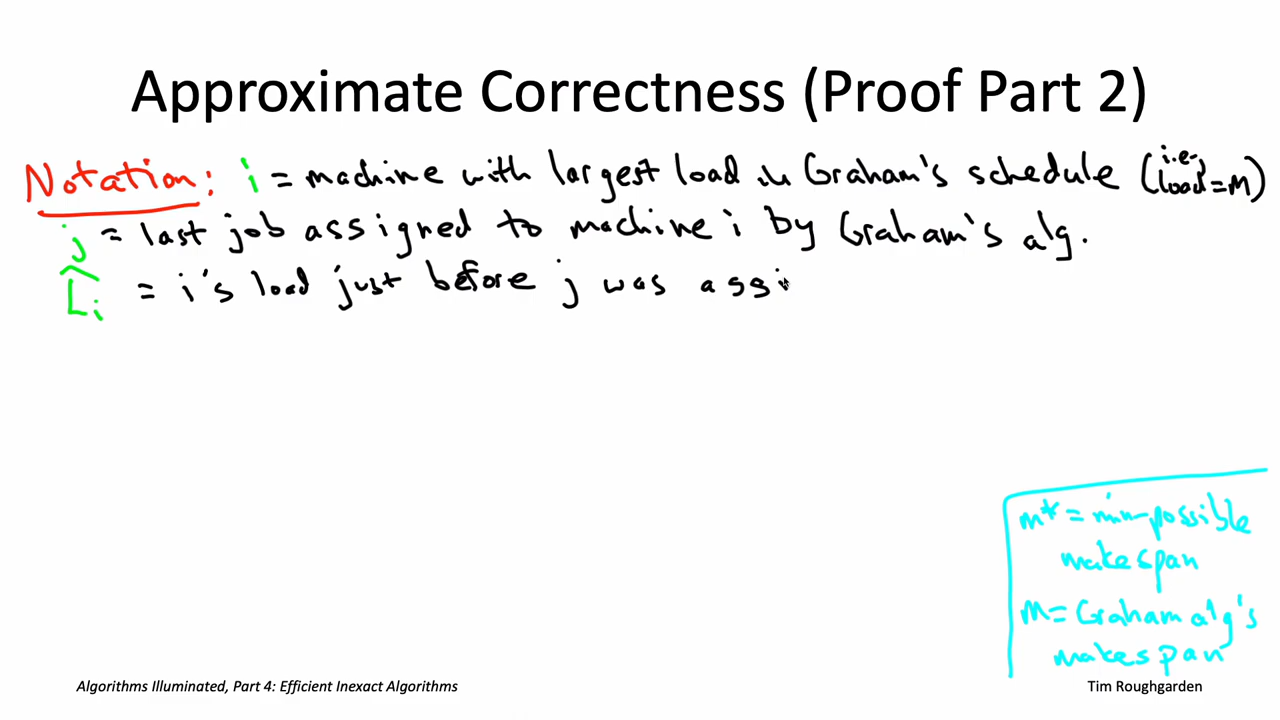 Approximate Correctness (Proof Part 2)
Notation: i = machine with largest load in Graham's schedule (i.e. load = M)
j = last job assigned to machine i by Graham's alg.
L̂i = i's load just before j was assi
m* = min-possible
makespan
M = Graham alg's
makespan
Algorithms Illuminated, Part 4: Efficient Inexact Algorithms
Tim Roughgarden